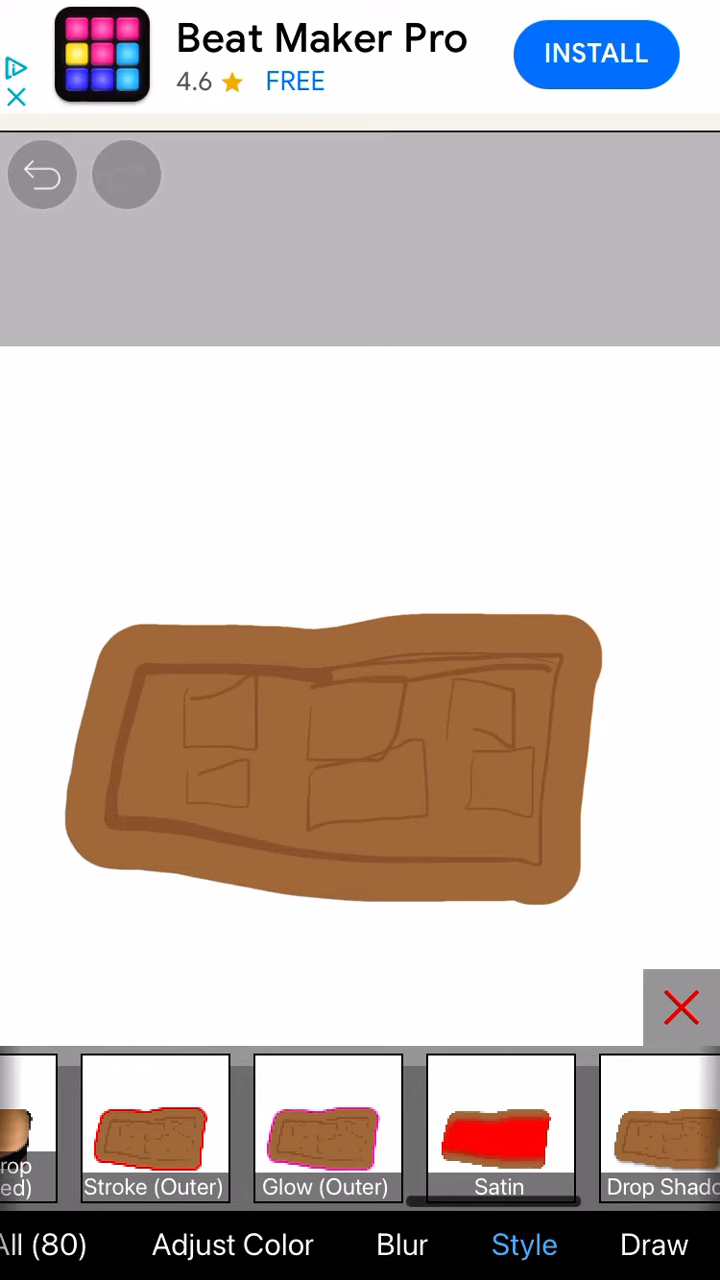 Beat Maker Pro
4.6 FREE
INSTALL
rop
ed)
Stroke (Outer)
Glow (Outer)
Satin
Drop Shado
All (80)
Adjust Color
Blur
Style
Draw